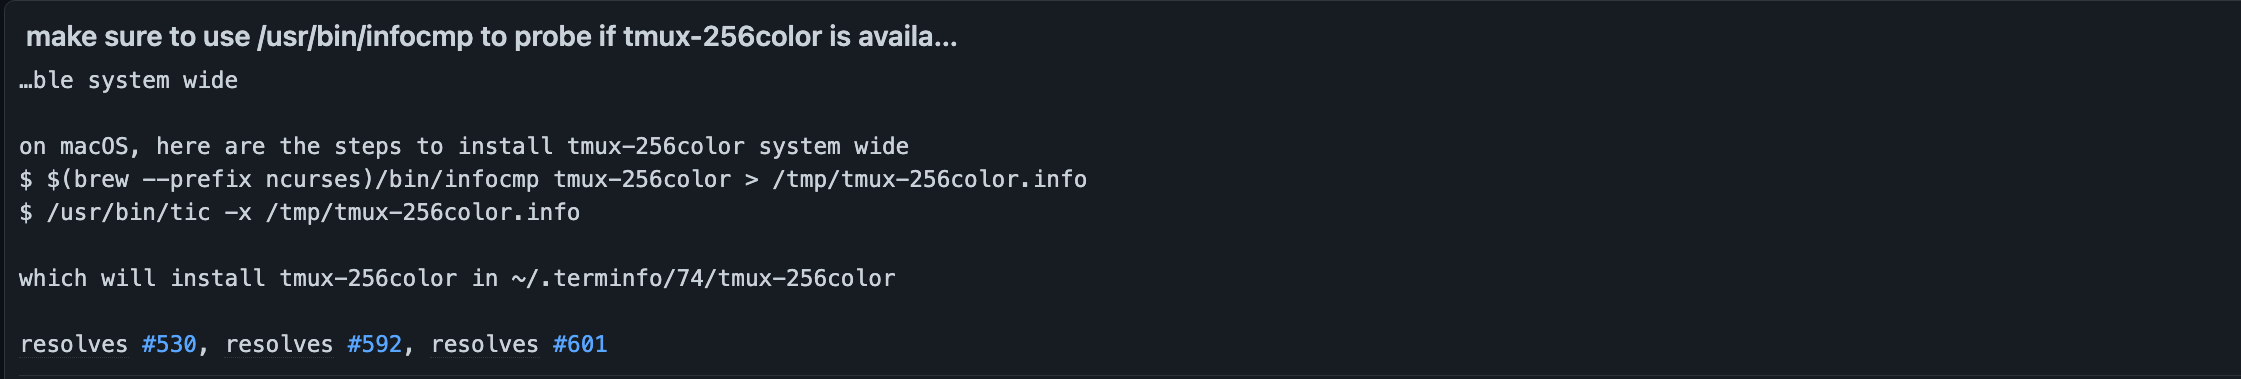 make sure to use /usr/bin/infocmp to probe if tmux-256color is availa...
…ble system wide
on macOS, here are the steps to install tmux-256color system wide
$ $(brew --prefix ncurses)/bin/infocmp tmux-256color > /tmp/tmux-256color.info
$ /usr/bin/tic -x /tmp/tmux-256color.info
which will install tmux-256color in ~/.terminfo/74/tmux-256color
resolves #530, resolves #592, resolves #601